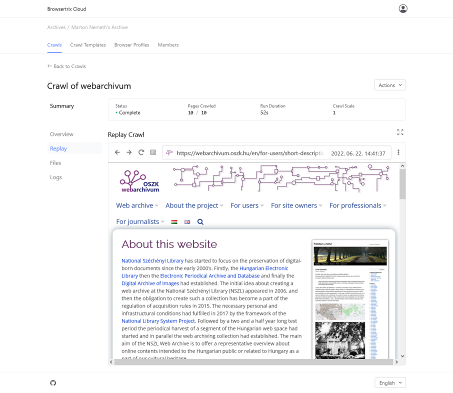 Browsertrix Cloud
Archives / Marton Nemeth's Archive
Crawls Crawl Templates Browser Profiles Members
← Back to Crawls
Crawl of webarchivum
Actions
Summary
Status Pages Crawled Run Duration Crawl Scale
Complete 10 / 10 52s 1
Overview
Replay
Files
Logs
Replay Crawl
https://webarchivum.oszk.hu/en/for-users/short-descripti 2022. 06. 22. 14:41:37
OSZK
webarchivum
Web archive About the project For users For site owners For professionals
For journalists
About this website
National Széchényi Library has started to focus on the preservation of digital-
born documents since the early 2000's. Firstly, the Hungarian Electronic
Library then the Electronic Periodical Archive and Database and finally the
Digital Archive of Images had established. The initial idea about creating a
web archive at the National Széchényi Library (NSZL) appeared in 2006, and
then the obligation to create such a collection has become a part of the
regulation of acquisition rules in 2015. The necessary personal and
infrastructural conditions had fulfilled in 2017 by the framework of the
National Library System Project. Followed by a two and a half year long test
period the periodical harvest of a segment of the Hungarian web space had
started and in parallel the web archiving collection had established. The main
aim of the NSZL Web Archive is to offer a representative overview about
online contents intended to the Hungarian public or related to Hungary as a
part of our cultural heritage.
English